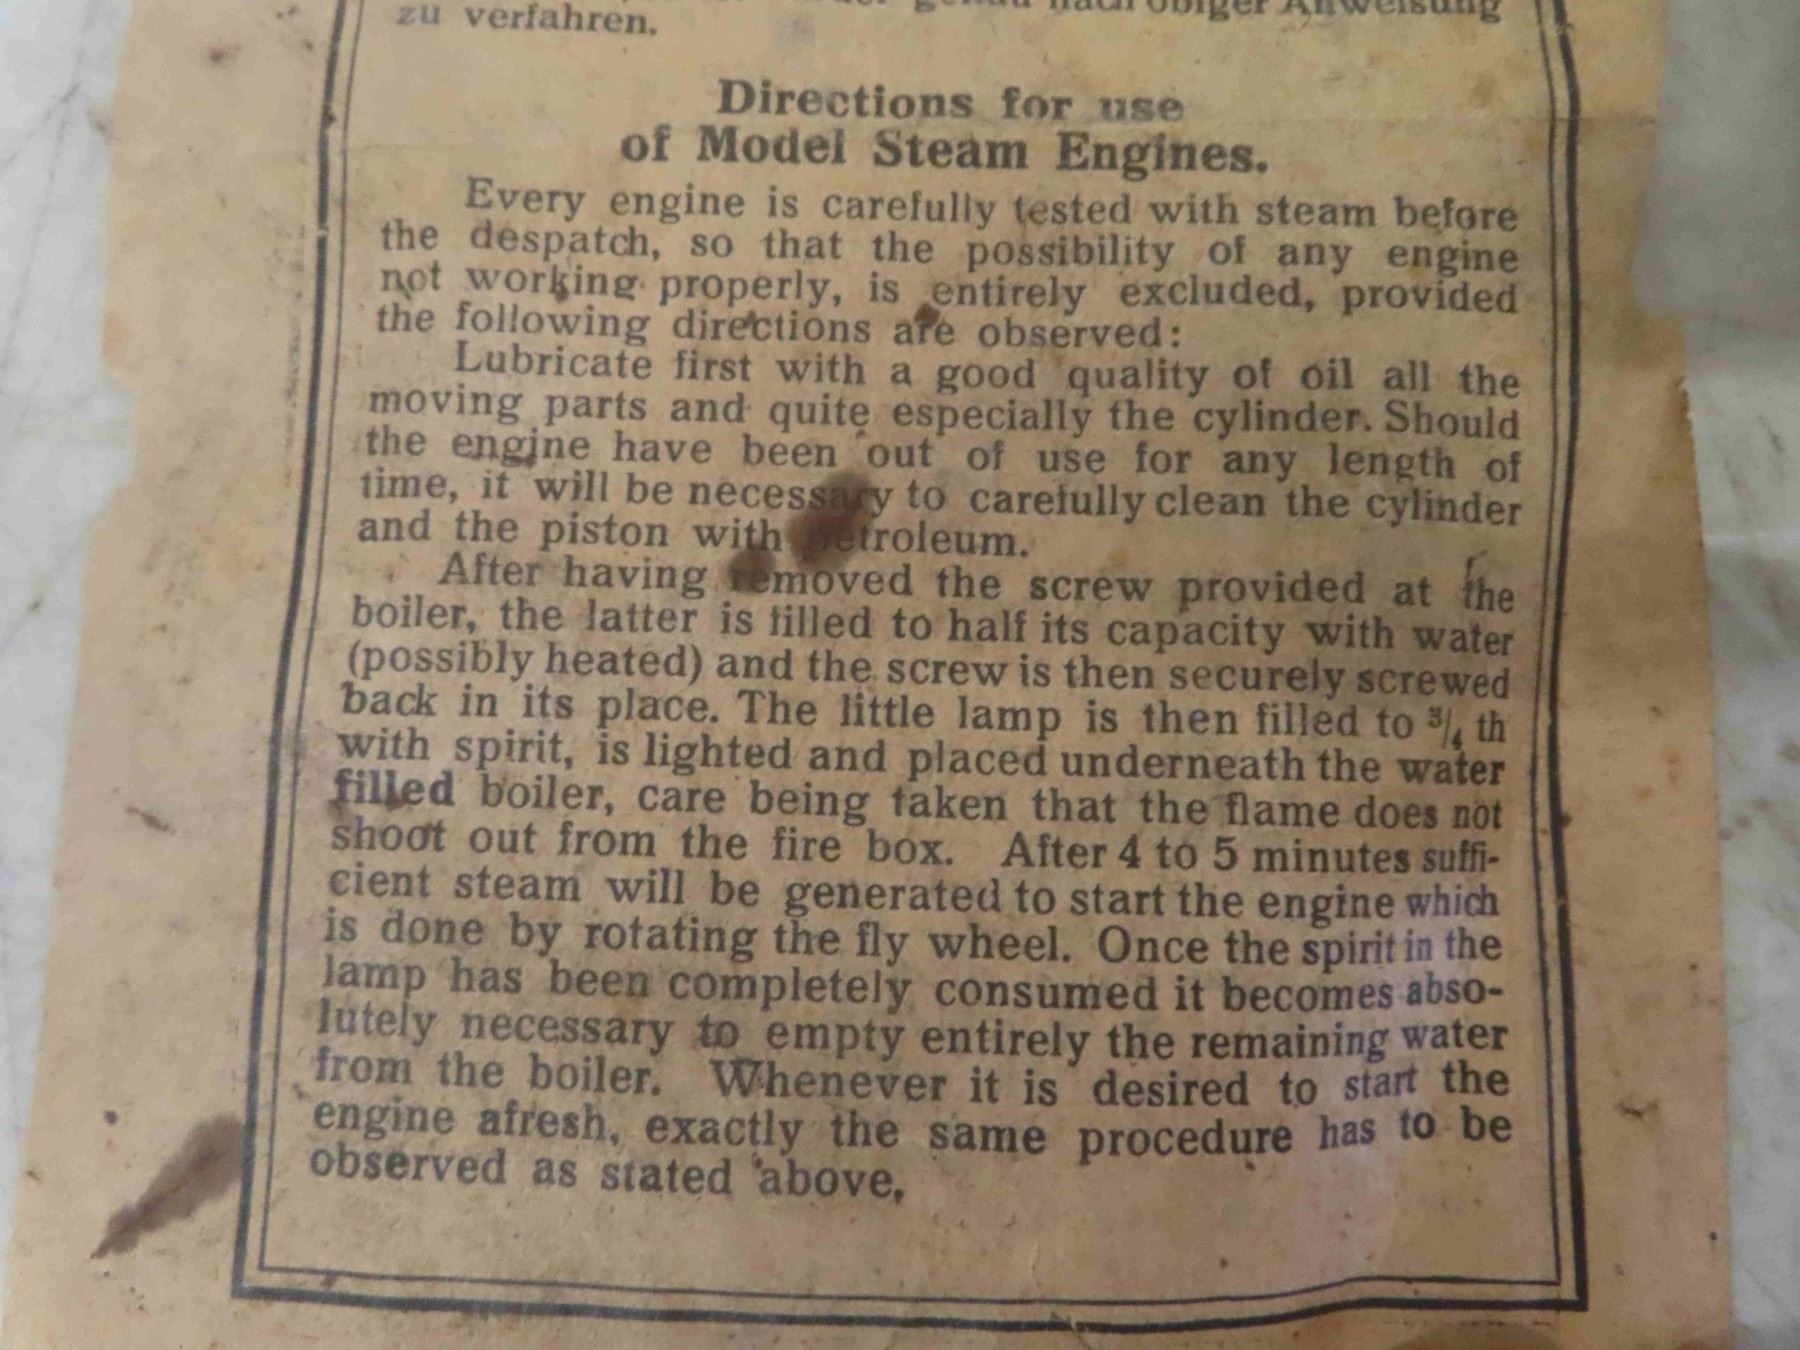 genau nach obiger Anweisung
zu verfahren.
Directions for use
of Model Steam Engines.
Every engine is carefully tested with steam before
the despatch, so that the possibility of any engine
not working properly, is entirely excluded, provided
the following directions are observed:
Lubricate first with a good quality of oil all the
moving parts and quite especially the cylinder. Should
the engine have been out of use for any length of
time, it will be necessary to carefully clean the cylinder
and the piston with petroleum.
After having removed the screw provided at the
boiler, the latter is filled to half its capacity with water
(possibly heated) and the screw is then securely screwed
back in its place. The little lamp is then filled to 3/4 th
with spirit, is lighted and placed underneath the water
filled boiler, care being taken that the flame does not
shoot out from the fire box. After 4 to 5 minutes suffi-
cient steam will be generated to start the engine which
is done by rotating the fly wheel. Once the spirit in the
lamp has been completely consumed it becomes abso-
lutely necessary to empty entirely the remaining water
from the boiler. Whenever it is desired to start the
engine afresh, exactly the same procedure has to be
observed as stated above,